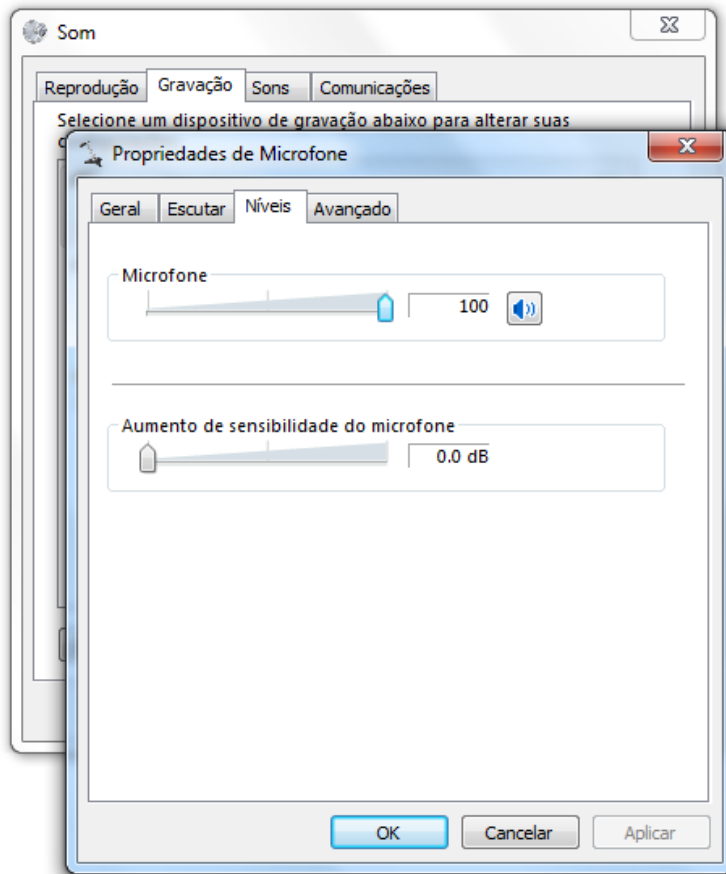 Som
Reprodução Gravação Sons Comunicações
Selecione um dispositivo de gravação abaixo para alterar suas
Propriedades de Microfone
Geral Escutar Níveis Avançado
Microfone
100
Aumento de sensibilidade do microfone
0.0 dB
OK Cancelar Aplicar